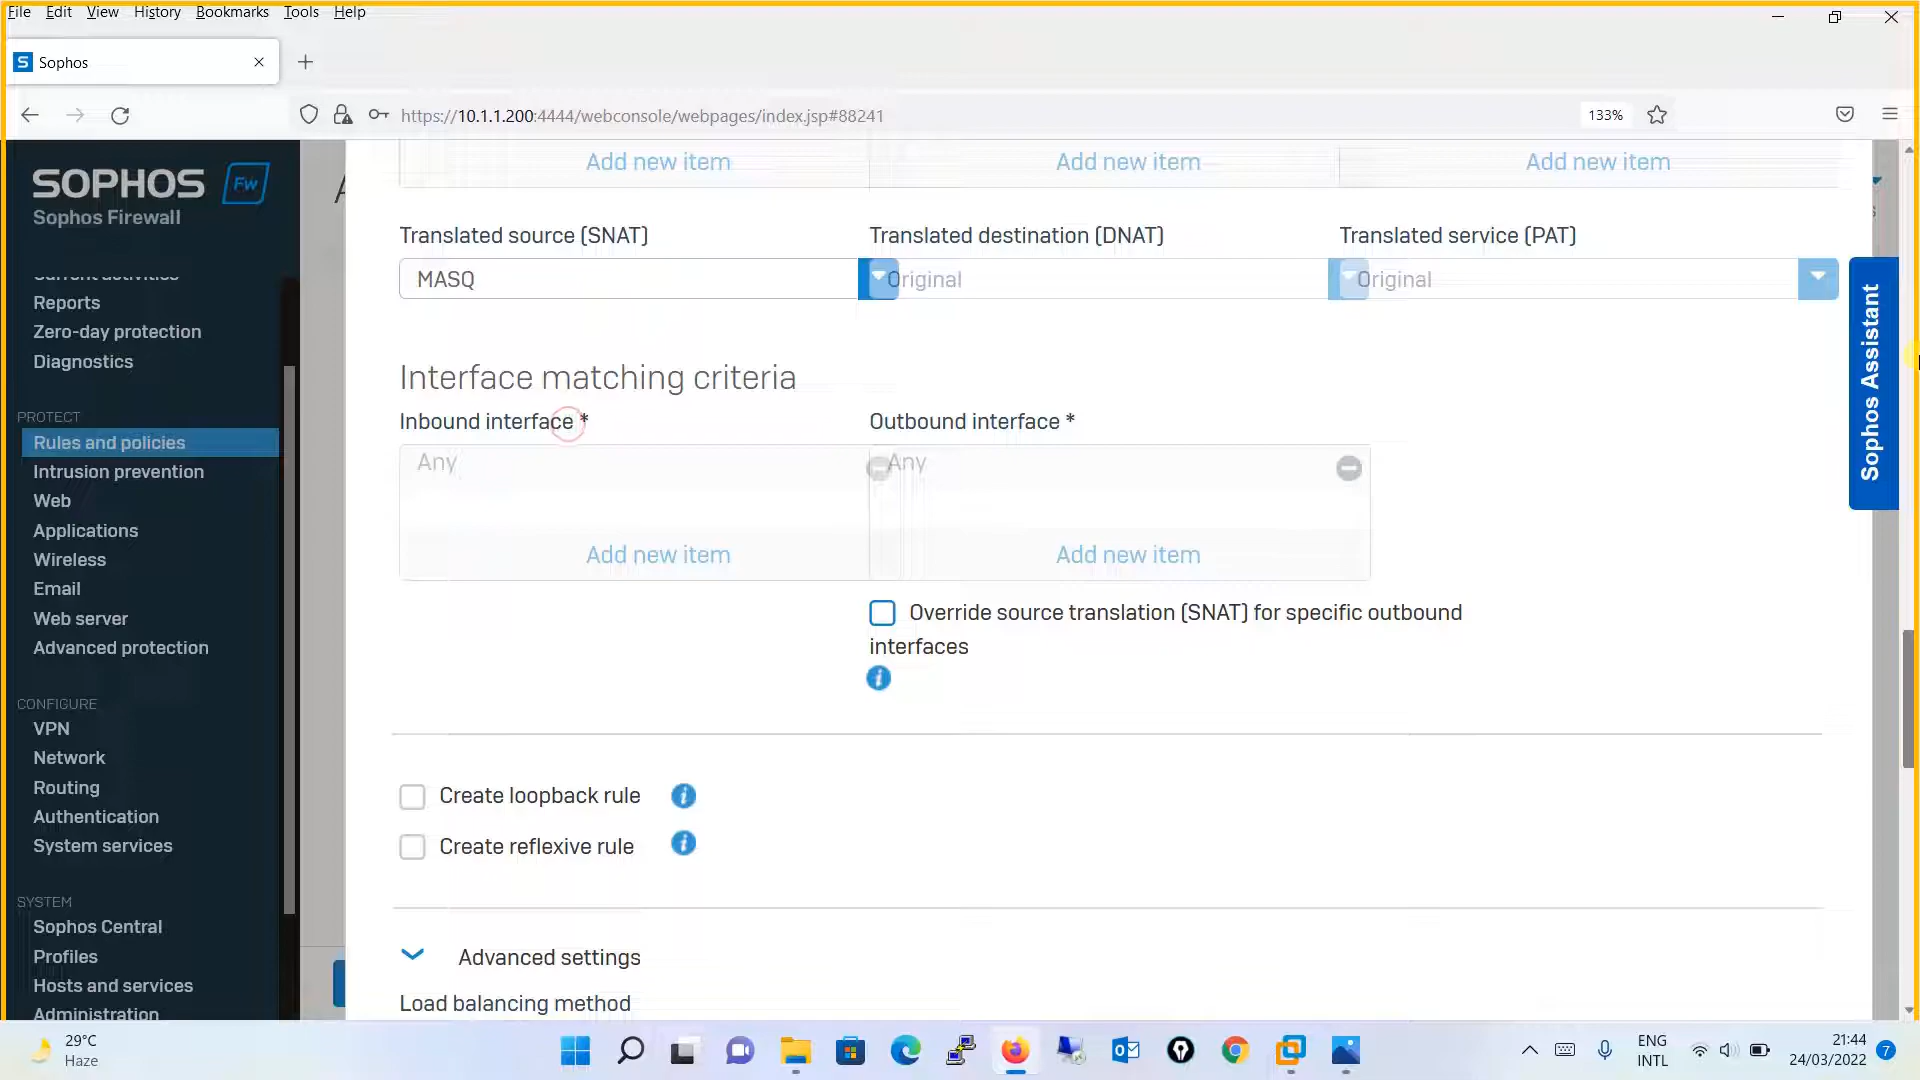 File Edit View History Bookmarks Tools Help
S Sophos
https://10.1.1.200:4444/webconsole/webpages/index.jsp#88241
133%
SOPHOS Fw
Sophos Firewall
Current activities
Reports
Zero-day protection
Diagnostics
PROTECT
Rules and policies
Intrusion prevention
Web
Applications
Wireless
Email
Web server
Advanced protection
CONFIGURE
VPN
Network
Routing
Authentication
System services
SYSTEM
Sophos Central
Profiles
Hosts and services
Administration
A
Add new item Add new item Add new item
Translated source (SNAT) Translated destination (DNAT) Translated service (PAT)
MASQ Original Original
Interface matching criteria
Inbound interface * Outbound interface *
Any Any
Add new item Add new item
Override source translation (SNAT) for specific outbound
interfaces
Create loopback rule
Create reflexive rule
Advanced settings
Load balancing method
Sophos Assistant
29°C
Haze
ENG
INTL
21:44
24/03/2022
7